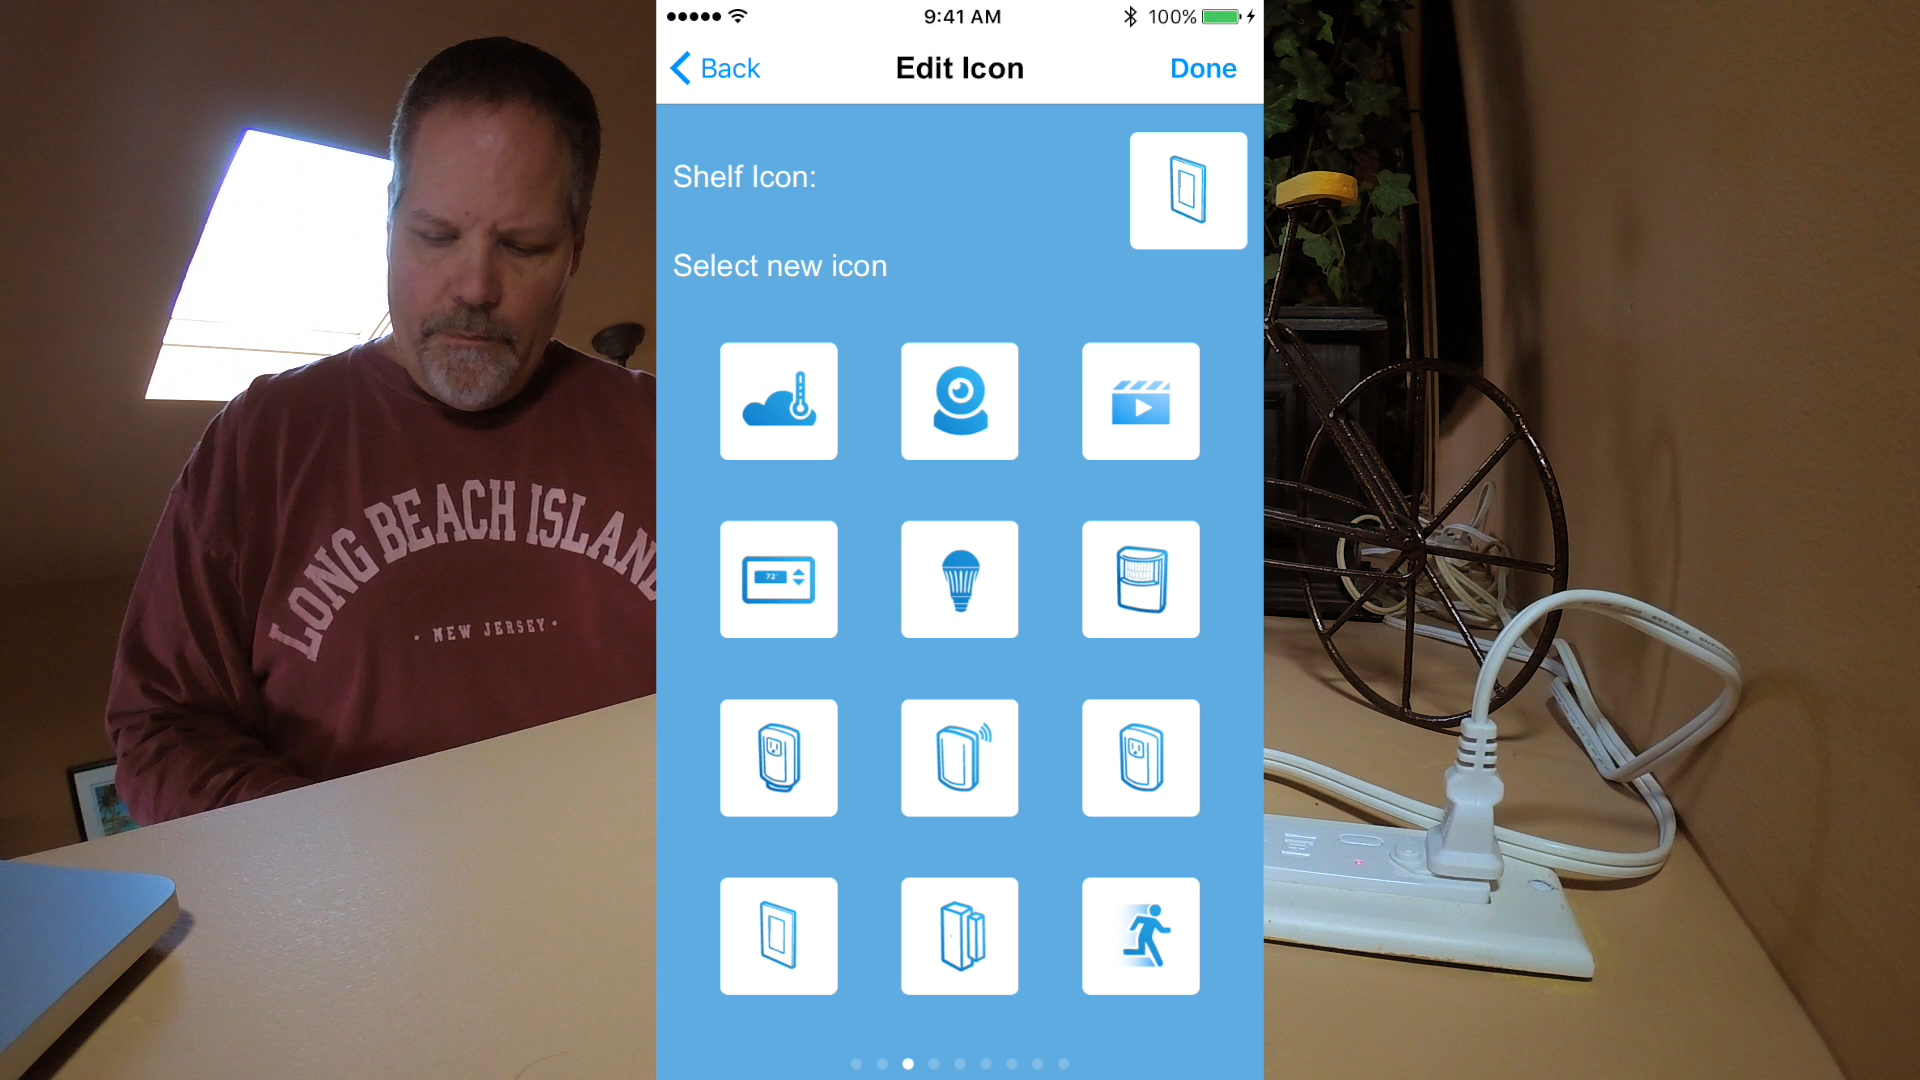 9:41 AM
100%
Back
Edit Icon
Done
Shelf Icon:
Select new icon
72°
LONG BEACH ISLAND
• NEW JERSEY •